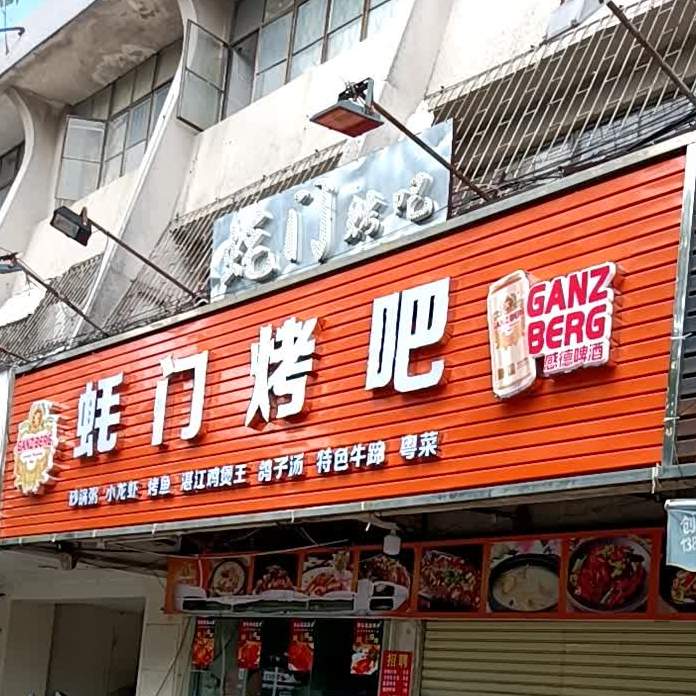 蚝门烤吧
GANZ BERG
蚝门烤吧
GANZ
BERG
感德啤酒
砂锅粥 小龙虾 烤鱼 湛江鸡煲王 鸽子汤 特色牛蹄 粤菜
招聘